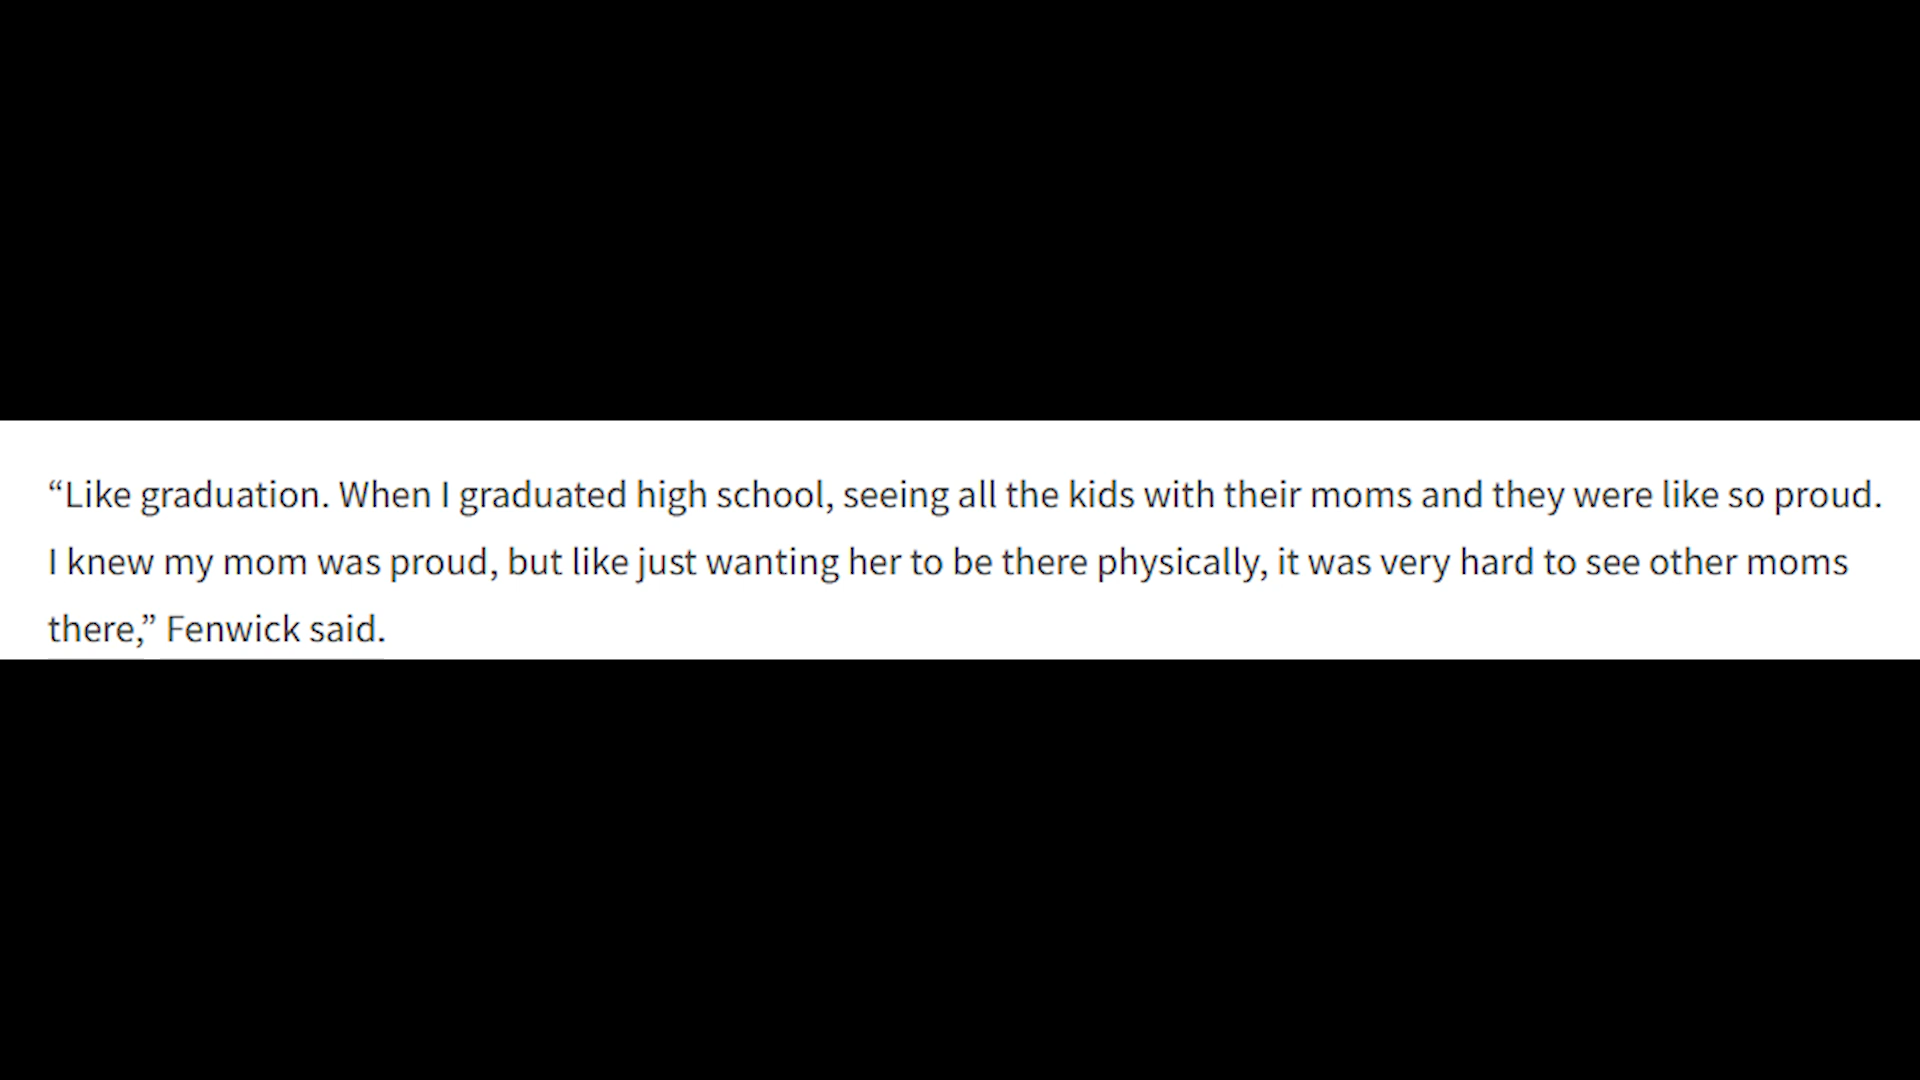 “Like graduation. When I graduated high school, seeing all the kids with their moms and they were like so proud.
I knew my mom was proud, but like just wanting her to be there physically, it was very hard to see other moms
there,” Fenwick said.